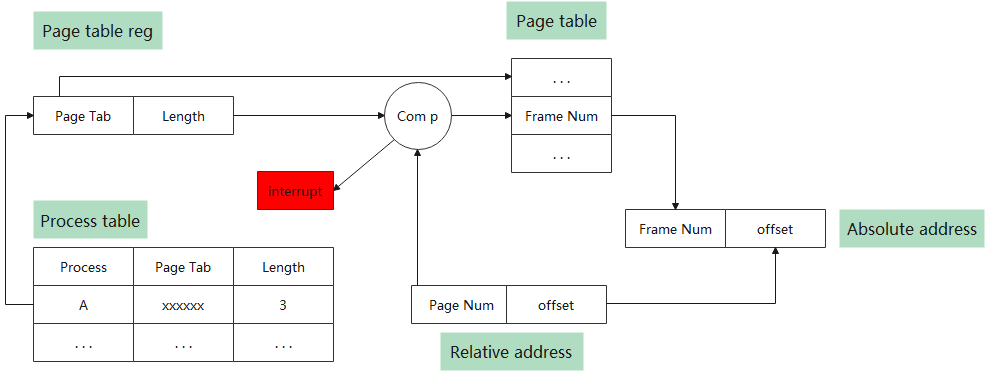 Page table reg
Page table
Page Tab
Length
Com p
. . .
Frame Num
. . .
interrupt
Process table
Process
Page Tab
Length
A
xxxxxx
3
. . .
. . .
. . .
Frame Num
offset
Absolute address
Page Num
offset
Relative address